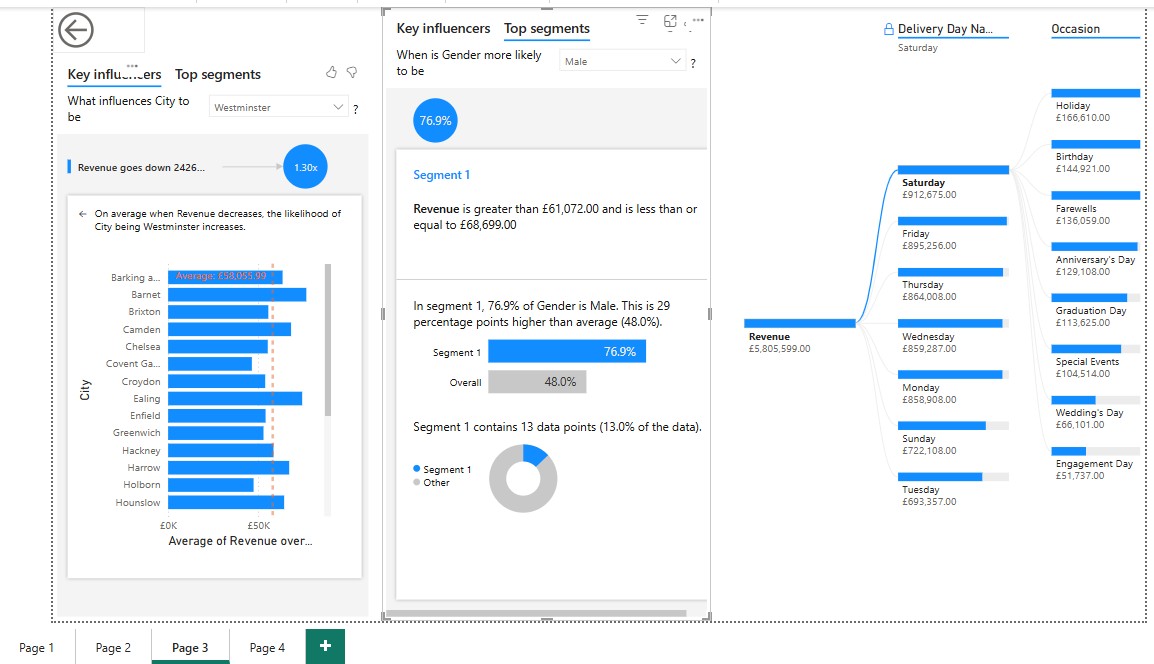 Key influencers Top segments
What influences City to
be
Westminster
?
Revenue goes down 2426...
1.30x
On average when Revenue decreases, the likelihood of
City being Westminster increases.
Average: £58,055.99
City
Barking a...
Barnet
Brixton
Camden
Chelsea
Covent Ga...
Croydon
Ealing
Enfield
Greenwich
Hackney
Harrow
Holborn
Hounslow
£0K £50K
Average of Revenue over...
Key influencers Top segments
When is Gender more likely
to be
Male
?
76.9%
Segment 1
Revenue is greater than £61,072.00 and is less than or
equal to £68,699.00
In segment 1, 76.9% of Gender is Male. This is 29
percentage points higher than average (48.0%).
Segment 1 76.9%
Overall 48.0%
Segment 1 contains 13 data points (13.0% of the data).
Segment 1
Other
Revenue
£5,805,599.00
Delivery Day Na...
Saturday
Saturday
£912,675.00
Friday
£895,256.00
Thursday
£864,008.00
Wednesday
£859,287.00
Monday
£858,908.00
Sunday
£722,108.00
Tuesday
£693,357.00
Occasion
Holiday
£166,610.00
Birthday
£144,921.00
Farewells
£136,059.00
Anniversary's Day
£129,108.00
Graduation Day
£113,625.00
Special Events
£104,514.00
Wedding's Day
£66,101.00
Engagement Day
£51,737.00
Page 1 Page 2 Page 3 Page 4 +